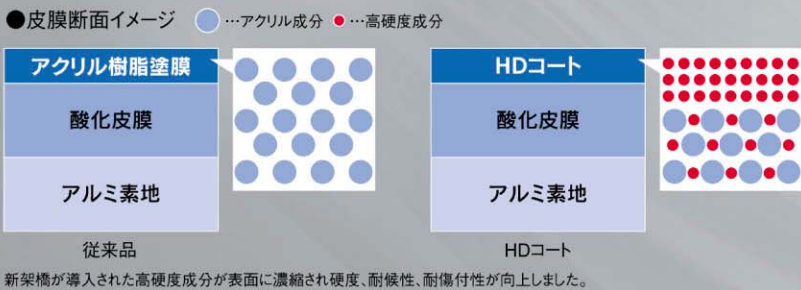 ●皮膜断面イメージ …アクリル成分 ●…高硬度成分
アクリル樹脂塗膜
酸化皮膜
アルミ素地
従来品
HDコート
酸化皮膜
アルミ素地
HDコート
新架橋が導入された高硬度成分が表面に濃縮され硬度、耐候性、耐傷付性が向上しました。